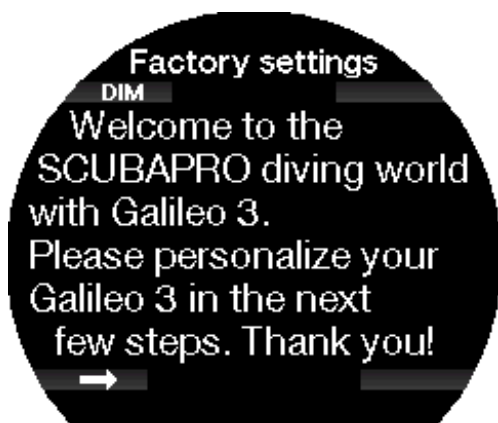 Factory settings
DIM
Welcome to the
SCUBAPRO diving world
with Galileo 3.
Please personalize your
Galileo 3 in the next
few steps. Thank you!